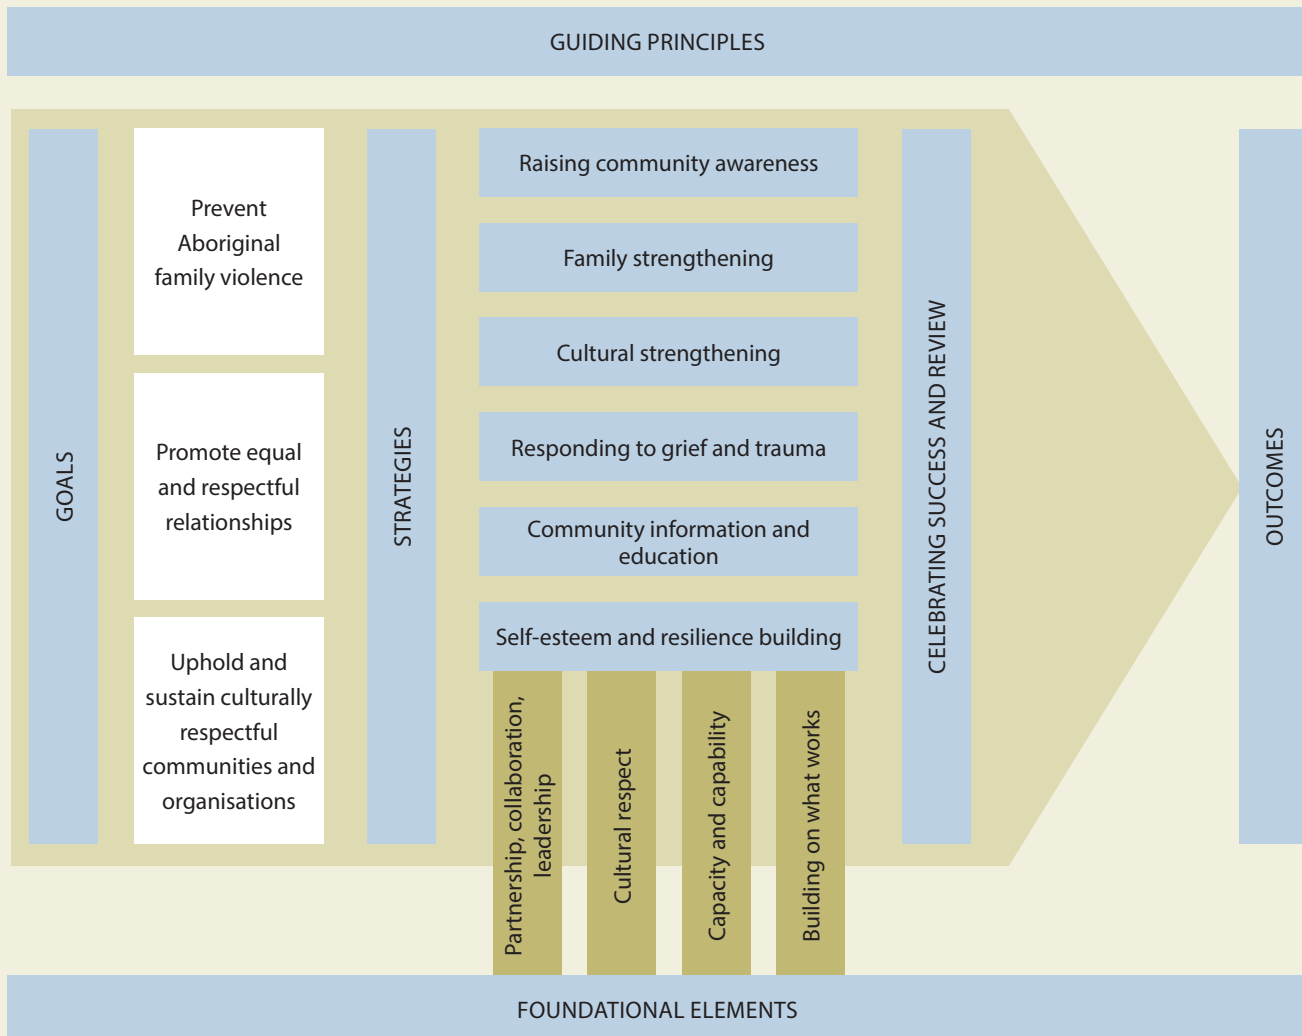 GUIDING PRINCIPLES
GOALS
Prevent
Aboriginal
family violence
Promote equal
and respectful
relationships
Uphold and
sustain culturally
respectful
communities and
organisations
STRATEGIES
Raising community awareness
Family strengthening
Cultural strengthening
Responding to grief and trauma
Community information and
education
Self-esteem and resilience building
Partnership, collaboration,
leadership
Cultural respect
Capacity and capability
Building on what works
CELEBRATING SUCCESS AND REVIEW
OUTCOMES
FOUNDATIONAL ELEMENTS